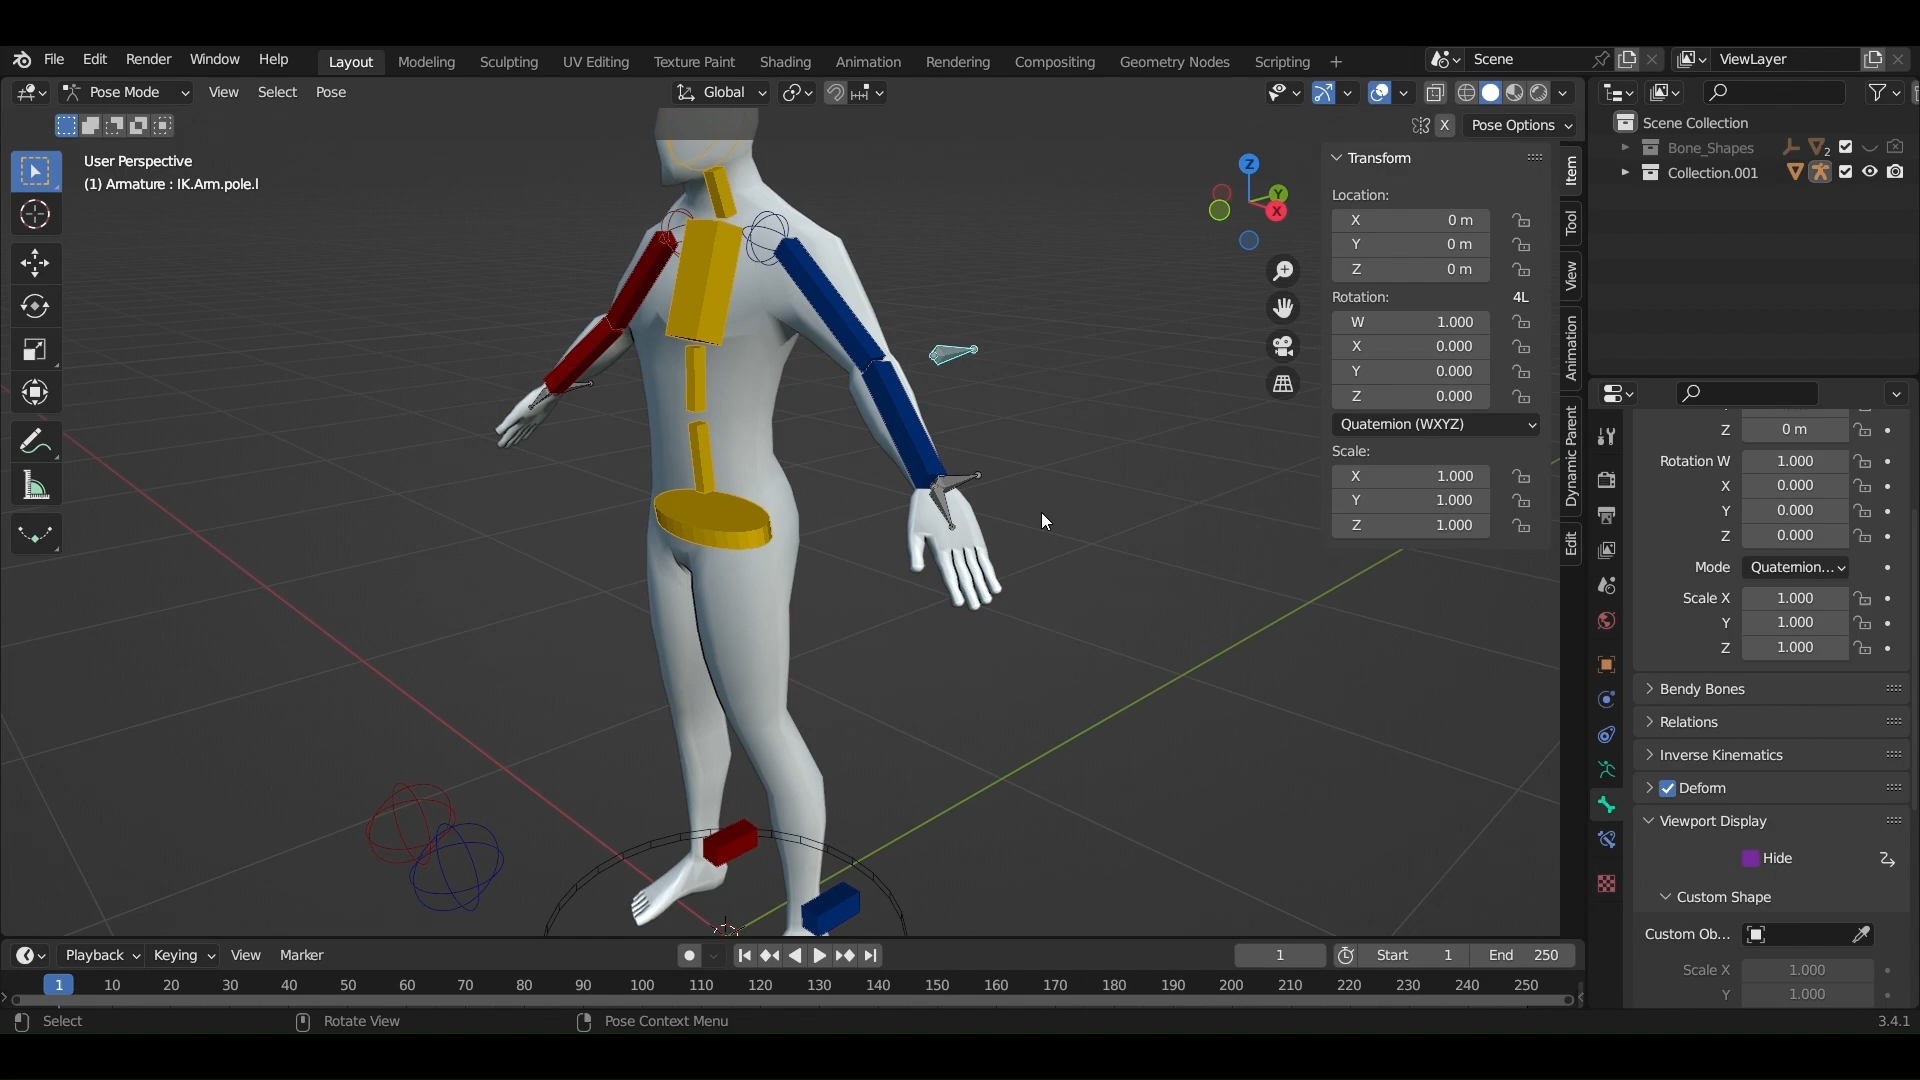 File Edit Render Window Help Layout Modeling Sculpting UV Editing Texture Paint Shading Animation Rendering Compositing Geometry Nodes Scripting + Scene ViewLayer
Pose Mode View Select Pose Global
X Pose Options
User Perspective
(1) Armature : IK.Arm.pole.l
Z
Y
X
Transform
Location:
X 0 m
Y 0 m
Z 0 m
Rotation: 4L
W 1.000
X 0.000
Y 0.000
Z 0.000
Quaternion (WXYZ)
Scale:
X 1.000
Y 1.000
Z 1.000
Item
Tool
View
Animation
Dynamic Parent
Edit
Scene Collection
Bone_Shapes 2
Collection.001
Z 0 m
Rotation W 1.000
X 0.000
Y 0.000
Z 0.000
Mode Quaternion...
Scale X 1.000
Y 1.000
Z 1.000
Bendy Bones
Relations
Inverse Kinematics
Deform
Viewport Display
Hide
Custom Shape
Custom Ob...
Scale X 1.000
Y 1.000
Playback Keying View Marker 1 Start 1 End 250
1 10 20 30 40 50 60 70 80 90 100 110 120 130 140 150 160 170 180 190 200 210 220 230 240 250
Select Rotate View Pose Context Menu 3.4.1